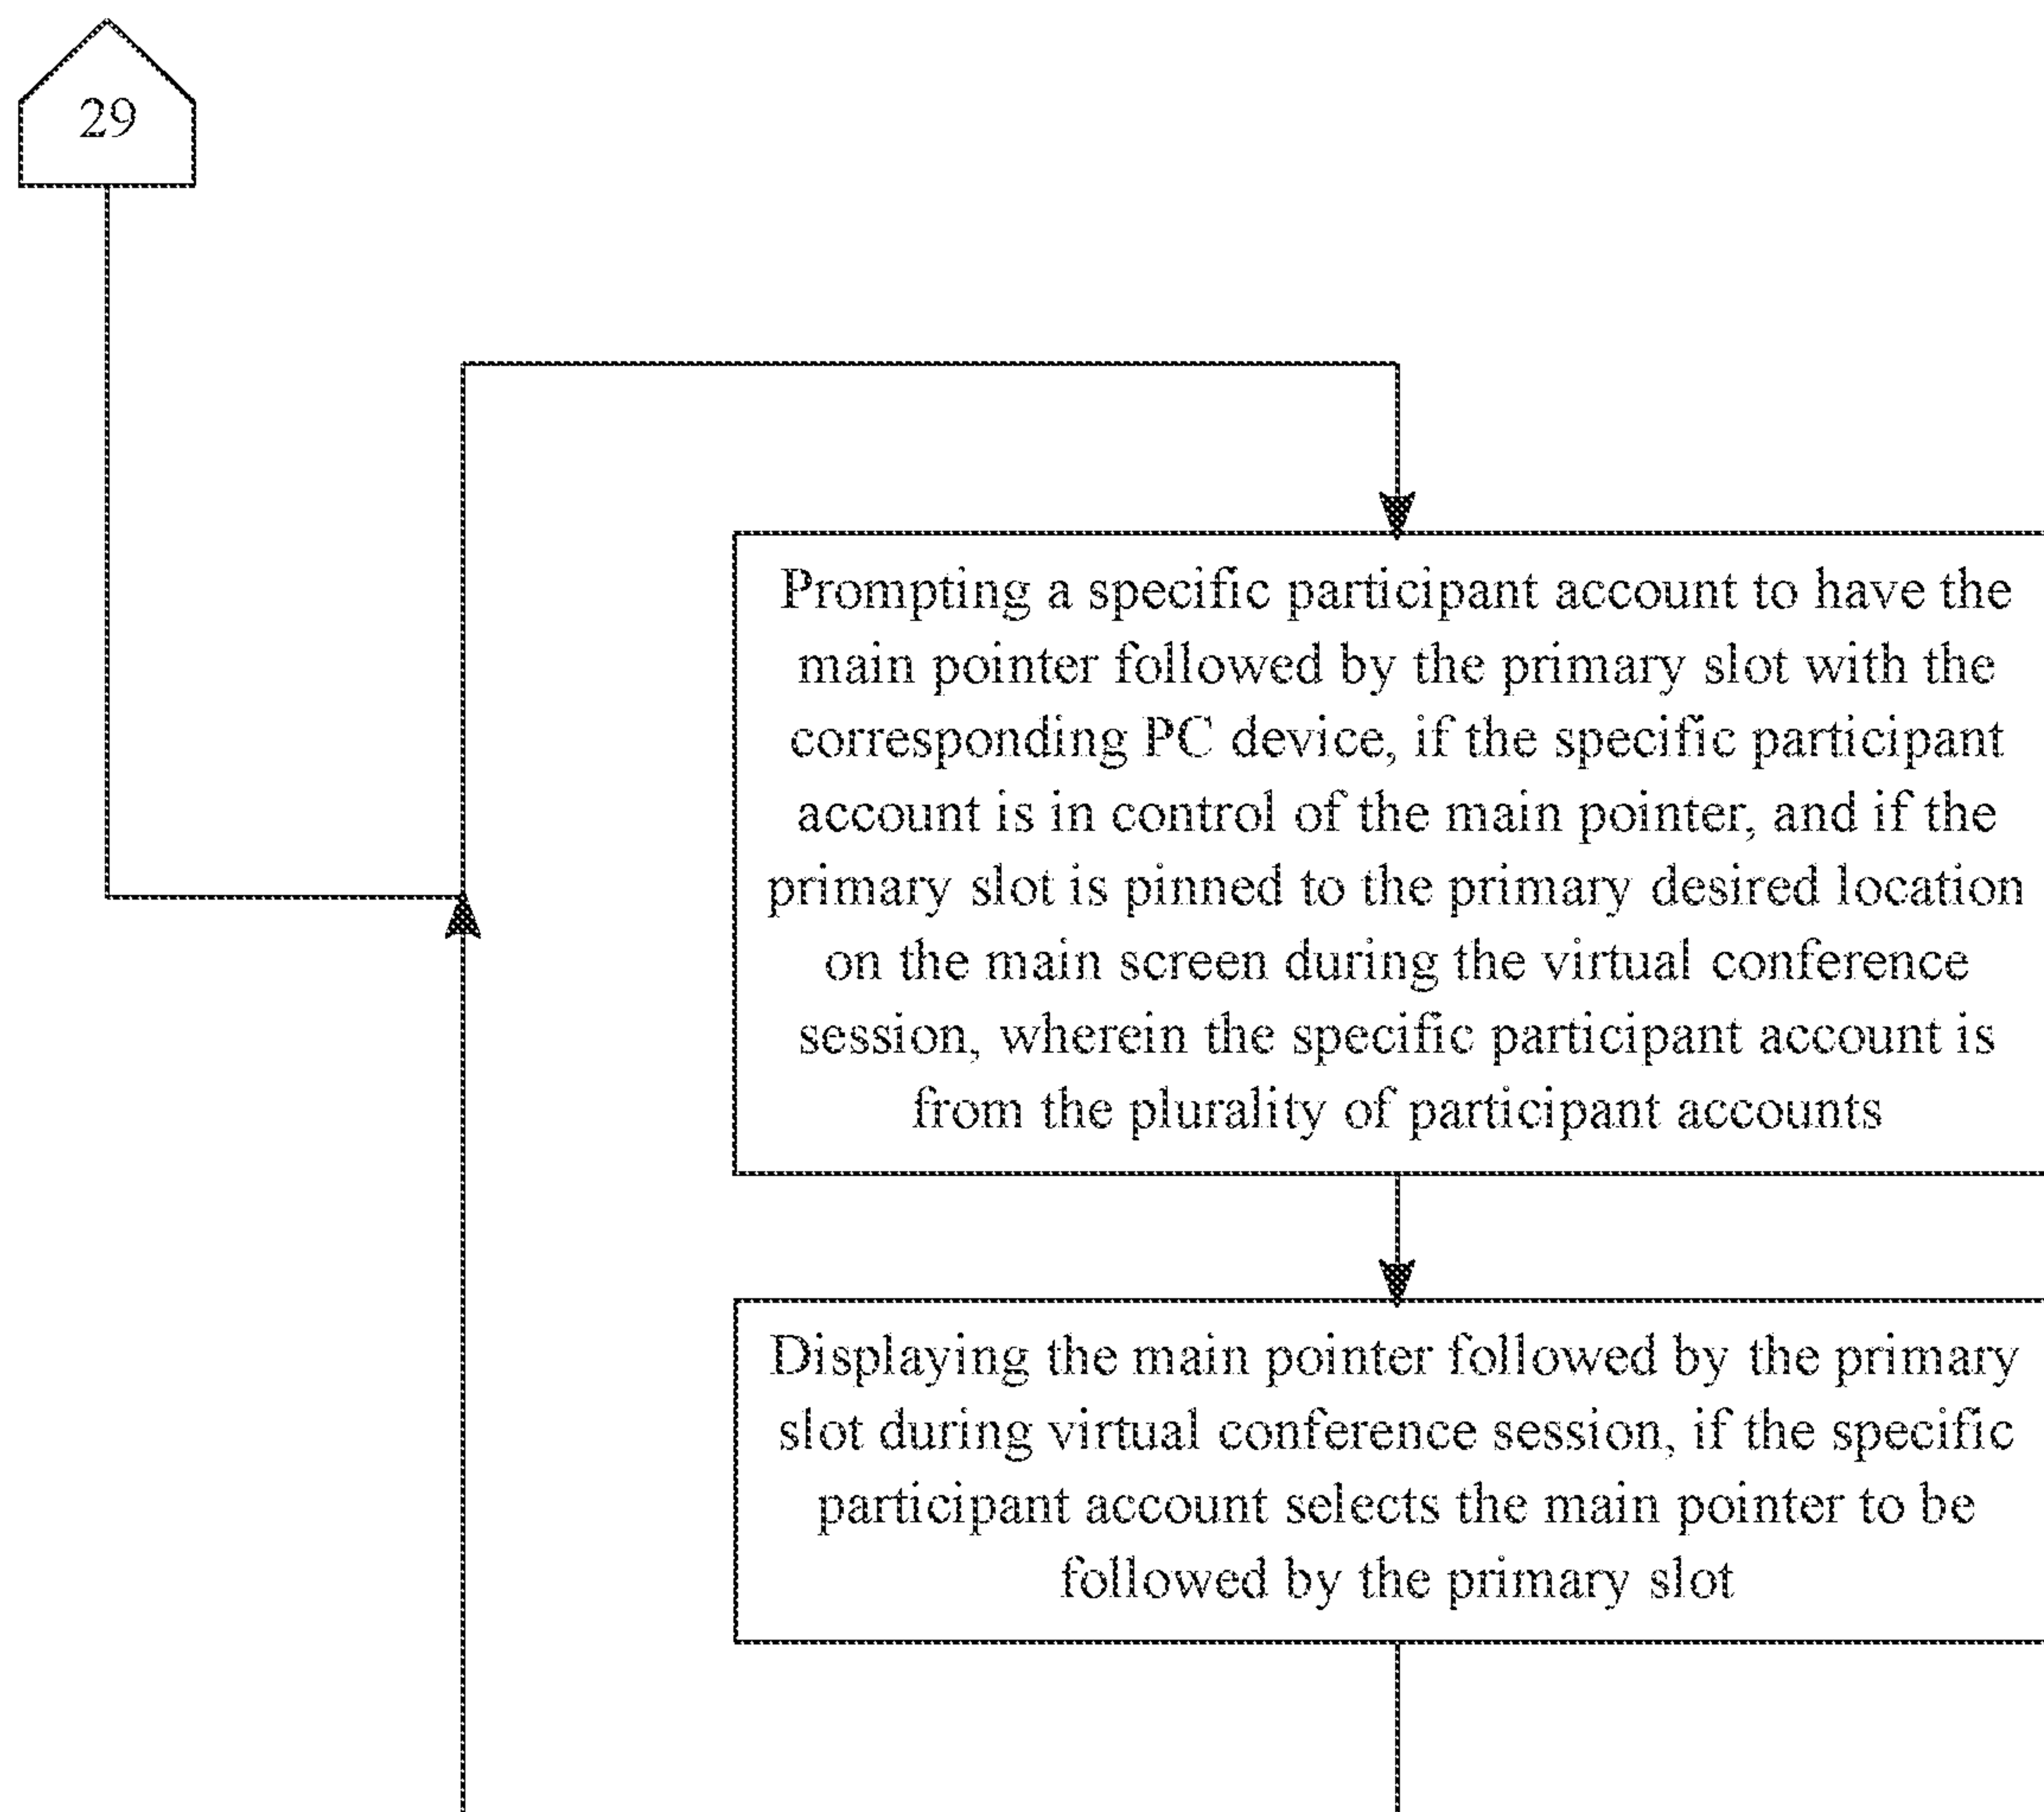 29
Prompting a specific participant account to have the
main pointer followed by the primary slot with the
corresponding PC device, if the specific participant
account is in control of the main pointer, and if the
primary slot is pinned to the primary desired location
on the main screen during the virtual conference
session, wherein the specific participant account is
from the plurality of participant accounts
Displaying the main pointer followed by the primary
slot during virtual conference session, if the specific
participant account selects the main pointer to be
followed by the primary slot